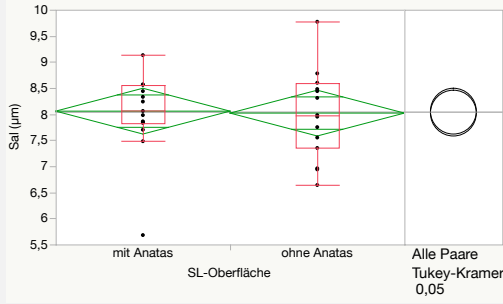 10
9,5
9
8,5
8
7,5
7
6,5
6
5,5
Sal (µm)
mit Anatas
ohne Anatas
SL-Oberfläche
Alle Paare
Tukey-Kramer
0,05